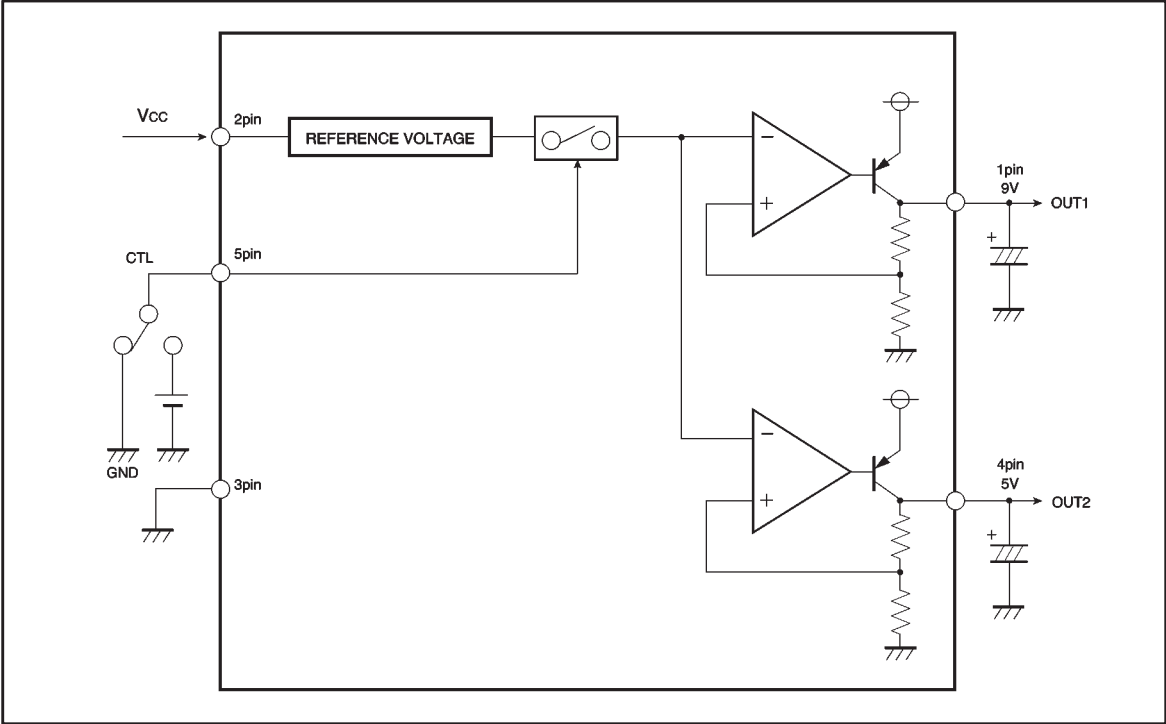 VCC
2pin
REFERENCE VOLTAGE
−
+
1pin
9V
OUT1
+
CTL
5pin
GND
3pin
−
+
4pin
5V
OUT2
+